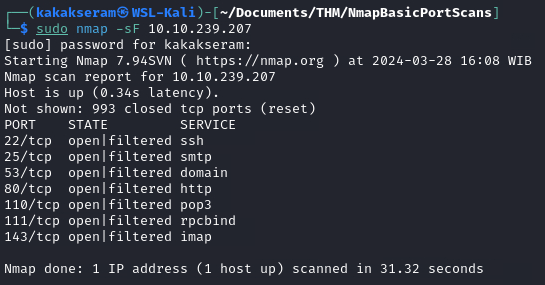 ┌──(kakakseram㉿WSL-Kali)-[~/Documents/THM/NmapBasicPortScans]
└─$ sudo nmap -sF 10.10.239.207
[sudo] password for kakakseram:
Starting Nmap 7.94SVN ( https://nmap.org ) at 2024-03-28 16:08 WIB
Nmap scan report for 10.10.239.207
Host is up (0.34s latency).
Not shown: 993 closed tcp ports (reset)
PORT    STATE         SERVICE
22/tcp  open|filtered ssh
25/tcp  open|filtered smtp
53/tcp  open|filtered domain
80/tcp  open|filtered http
110/tcp open|filtered pop3
111/tcp open|filtered rpcbind
143/tcp open|filtered imap
Nmap done: 1 IP address (1 host up) scanned in 31.32 seconds